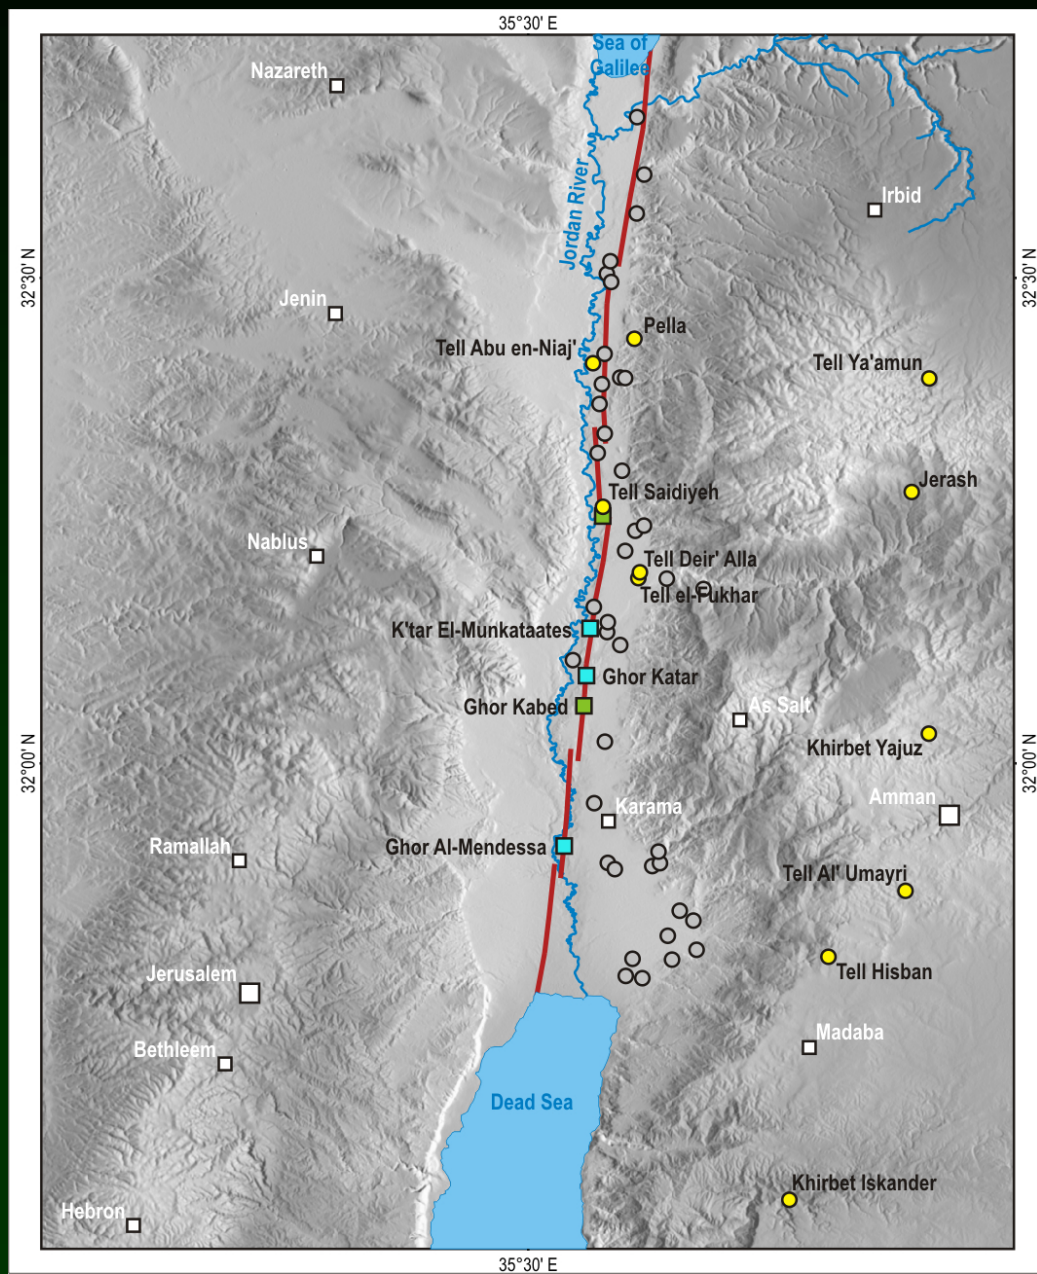 35°30' E
Sea of
Galilee
Nazareth
Jordan River
Irbid
32°30' N
32°30' N
Jenin
Pella
Tell Abu en-Niaj'
Tell Ya'amun
Jerash
Tell Saidiyeh
Nablus
Tell Deir' Alla
Tell el-Fukhar
K'tar El-Munkataates
Ghor Katar
Ghor Kabed
As Salt
Khirbet Yajuz
32°00' N
32°00' N
Amman
Karama
Ghor Al-Mendessa
Ramallah
Tell Al' Umayri
Tell Hisban
Jerusalem
Madaba
Bethleem
Dead Sea
Khirbet Iskander
Hebron
35°30' E